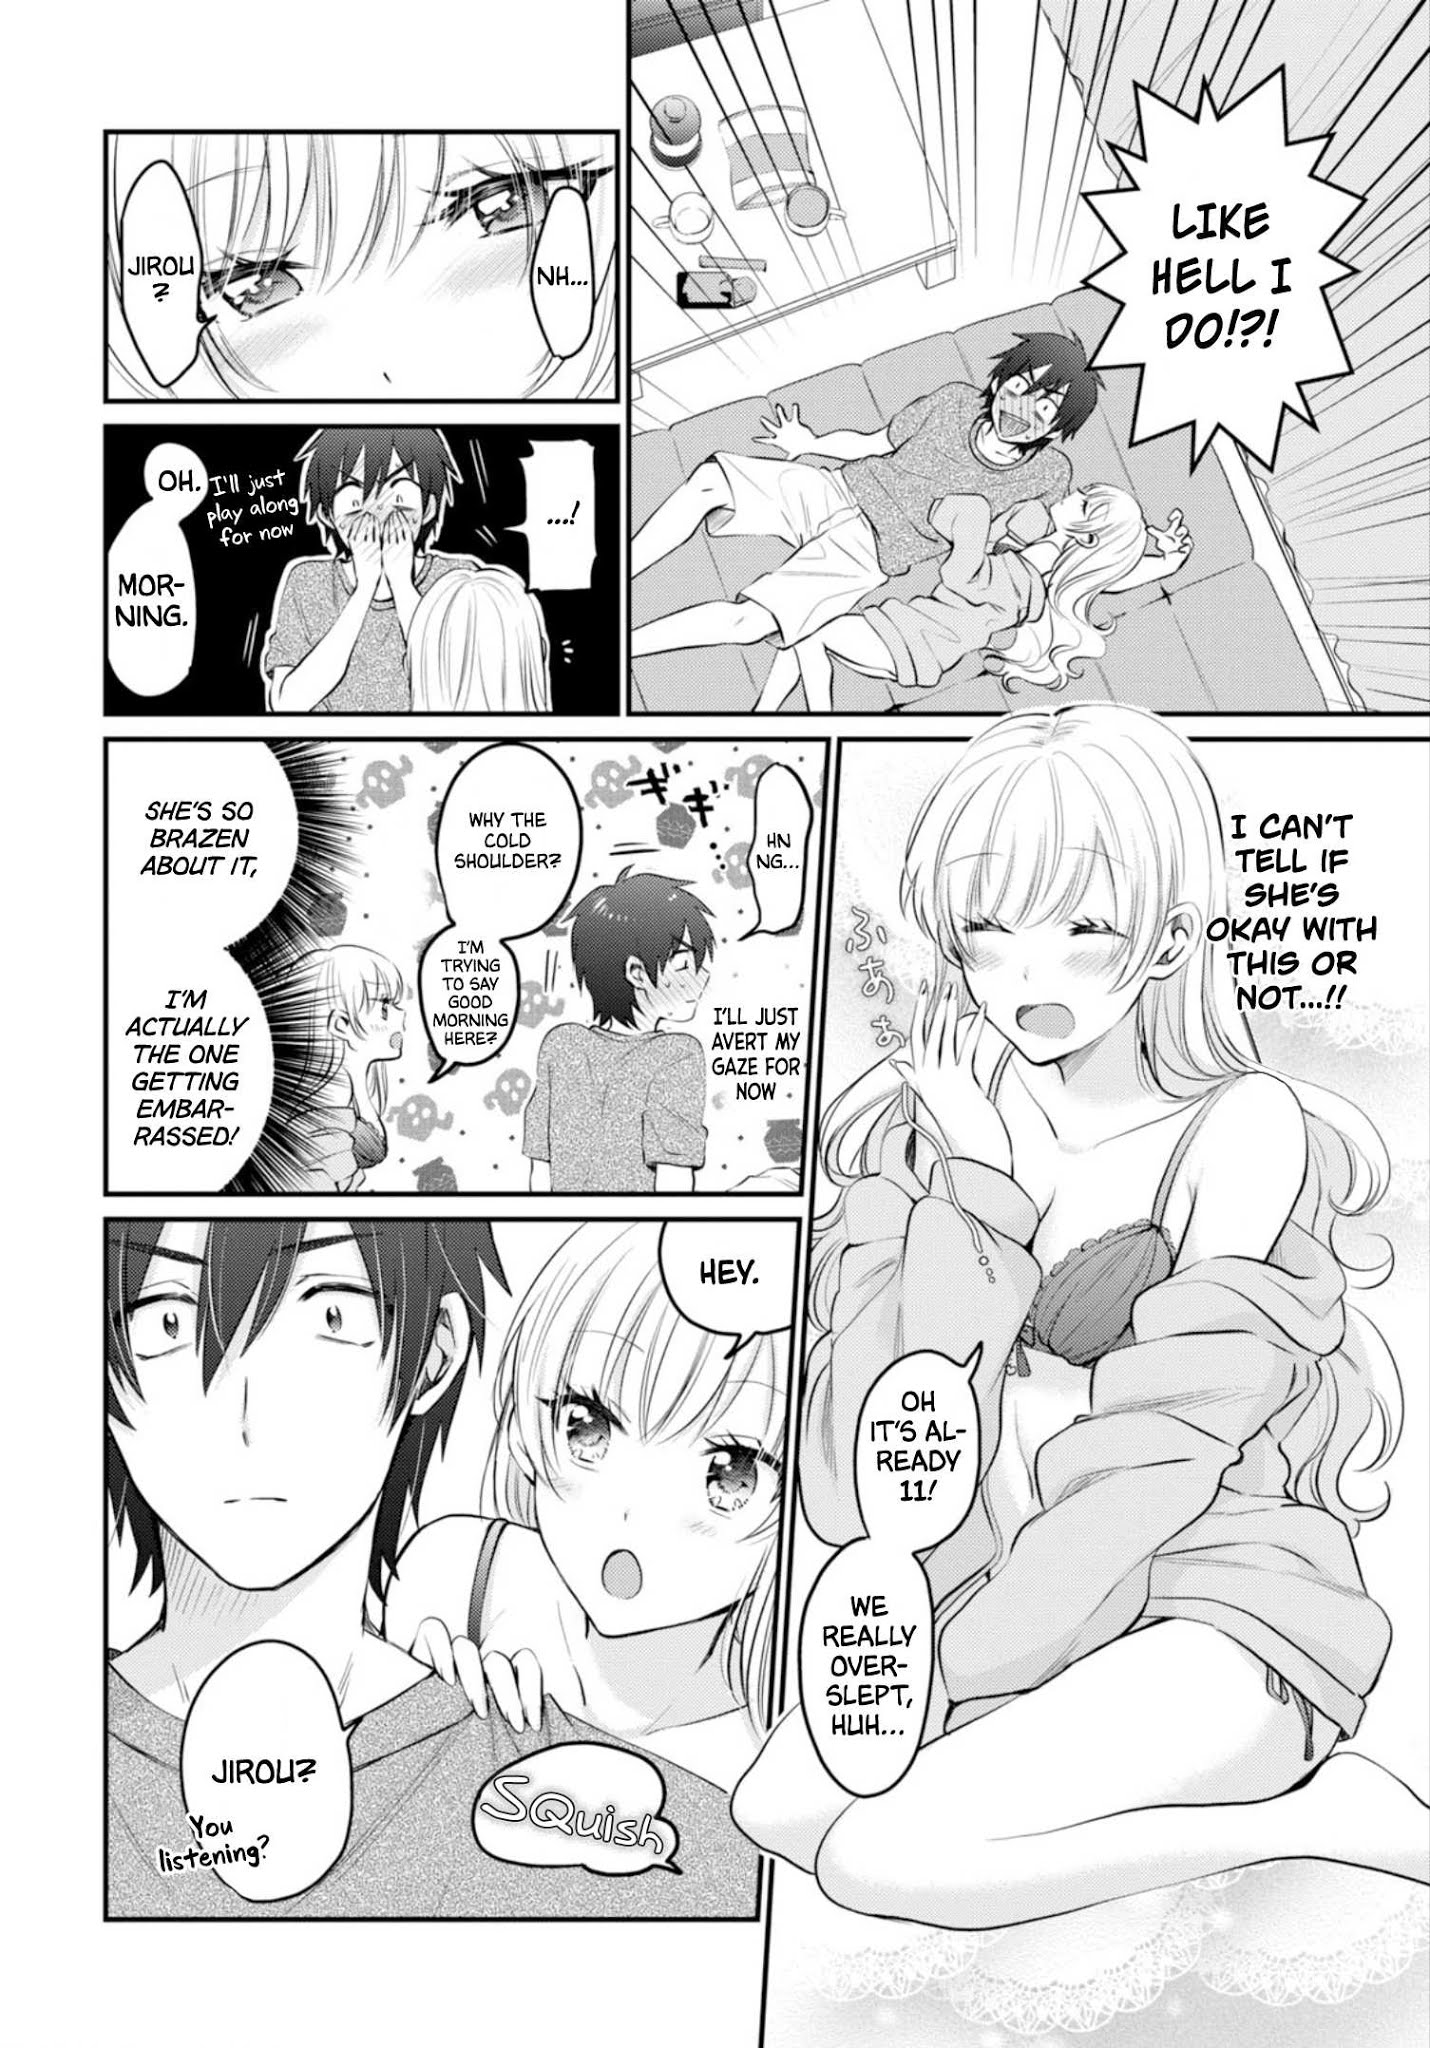 LIKE
HELL I
DO!?!
NH...
JIROU
?
...!
OH.
I'll just
play along
for now
MOR-
NING.
I CAN'T
TELL IF
SHE'S
OKAY WITH
THIS OR
NOT...!!
ふぁぁぁ
OH
IT'S AL-
READY
11!
WE
REALLY
OVER-
SLEPT,
HUH...
HN
NG...
ギギ
I'LL JUST
AVERT MY
GAZE FOR
NOW
WHY THE
COLD
SHOULDER?
I'M
TRYING
TO SAY
GOOD
MORNING
HERE?
SHE'S SO
BRAZEN
ABOUT IT,
I'M
ACTUALLY
THE ONE
GETTING
EMBAR-
RASSED!
HEY.
JIROU?
You
listening?
SQuish